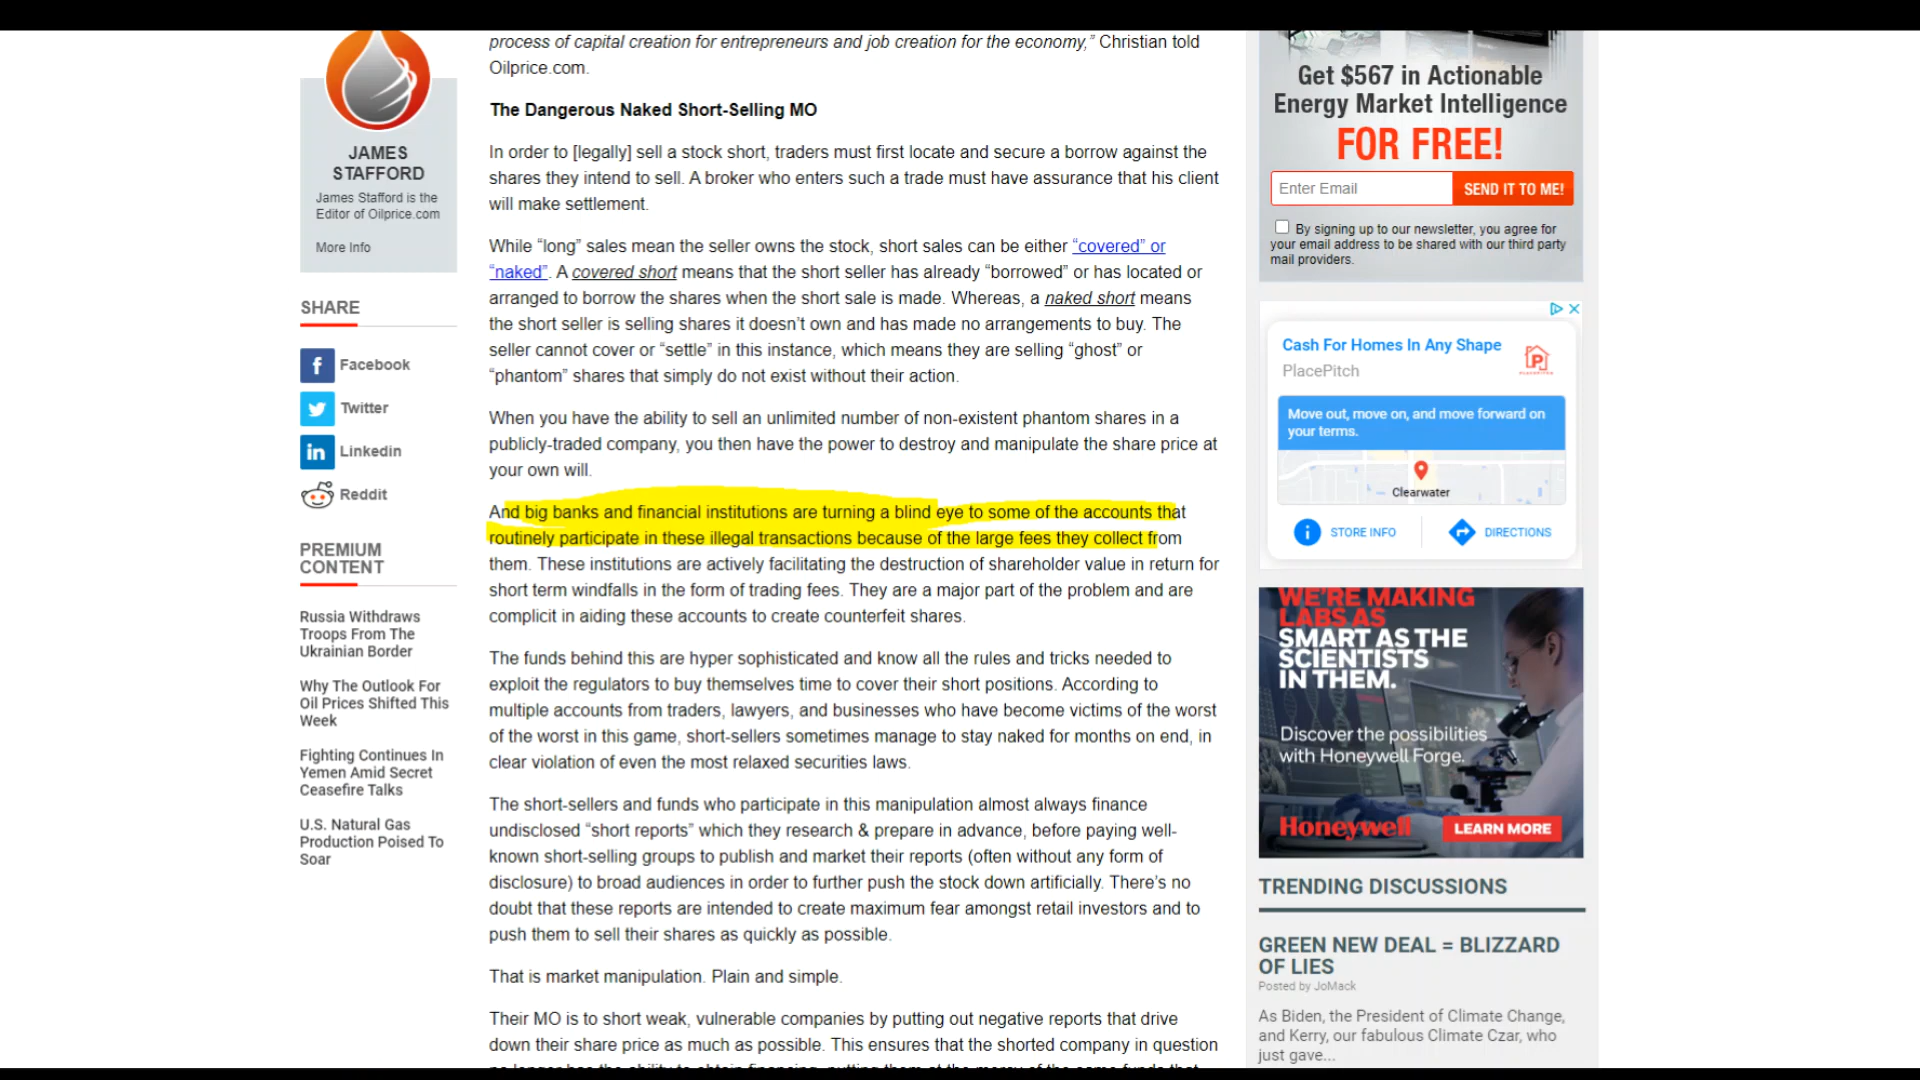 JAMES
STAFFORD
James Stafford is the
Editor of Oilprice.com
More Info
SHARE
Facebook
Twitter
Linkedin
Reddit
PREMIUM
CONTENT
Russia Withdraws
Troops From The
Ukrainian Border
Why The Outlook For
Oil Prices Shifted This
Week
Fighting Continues In
Yemen Amid Secret
Ceasefire Talks
U.S. Natural Gas
Production Poised To
Soar
process of capital creation for entrepreneurs and job creation for the economy,” Christian told
Oilprice.com.
The Dangerous Naked Short-Selling MO
In order to [legally] sell a stock short, traders must first locate and secure a borrow against the
shares they intend to sell. A broker who enters such a trade must have assurance that his client
will make settlement.
While “long” sales mean the seller owns the stock, short sales can be either “covered” or
“naked”. A covered short means that the short seller has already “borrowed” or has located or
arranged to borrow the shares when the short sale is made. Whereas, a naked short means
the short seller is selling shares it doesn’t own and has made no arrangements to buy. The
seller cannot cover or “settle” in this instance, which means they are selling “ghost” or
“phantom” shares that simply do not exist without their action.
When you have the ability to sell an unlimited number of non-existent phantom shares in a
publicly-traded company, you then have the power to destroy and manipulate the share price at
your own will.
And big banks and financial institutions are turning a blind eye to some of the accounts that
routinely participate in these illegal transactions because of the large fees they collect from
them. These institutions are actively facilitating the destruction of shareholder value in return for
short term windfalls in the form of trading fees. They are a major part of the problem and are
complicit in aiding these accounts to create counterfeit shares.
The funds behind this are hyper sophisticated and know all the rules and tricks needed to
exploit the regulators to buy themselves time to cover their short positions. According to
multiple accounts from traders, lawyers, and businesses who have become victims of the worst
of the worst in this game, short-sellers sometimes manage to stay naked for months on end, in
clear violation of even the most relaxed securities laws.
The short-sellers and funds who participate in this manipulation almost always finance
undisclosed “short reports” which they research & prepare in advance, before paying well-
known short-selling groups to publish and market their reports (often without any form of
disclosure) to broad audiences in order to further push the stock down artificially. There’s no
doubt that these reports are intended to create maximum fear amongst retail investors and to
push them to sell their shares as quickly as possible.
That is market manipulation. Plain and simple.
Their MO is to short weak, vulnerable companies by putting out negative reports that drive
down their share price as much as possible. This ensures that the shorted company in question
Get $567 in Actionable
Energy Market Intelligence
FOR FREE!
Enter Email
SEND IT TO ME!
By signing up to our newsletter, you agree for
your email address to be shared with our third party
mail providers.
Cash For Homes In Any Shape
PlacePitch
Move out, move on, and move forward on
your terms.
Clearwater
STORE INFO
DIRECTIONS
WE'RE MAKING
LABS AS
SMART AS THE
SCIENTISTS
IN THEM.
Discover the possibilities
with Honeywell Forge.
Honeywell
LEARN MORE
TRENDING DISCUSSIONS
GREEN NEW DEAL = BLIZZARD
OF LIES
Posted by JoMack
As Biden, the President of Climate Change,
and Kerry, our fabulous Climate Czar, who
just gave...